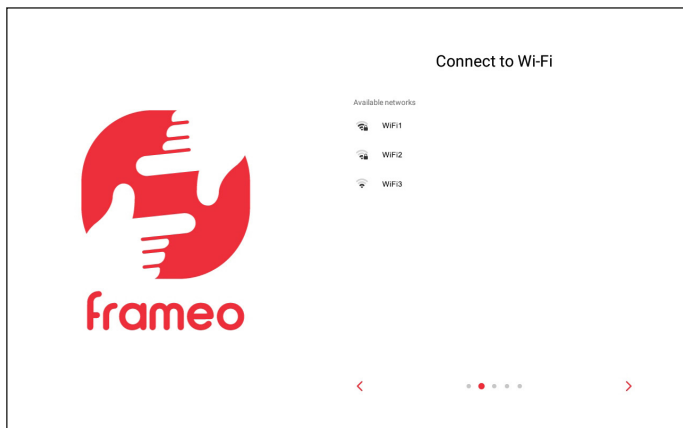 Connect to Wi-Fi
Available networks
WiFi1
WiFi2
WiFi3
frameo